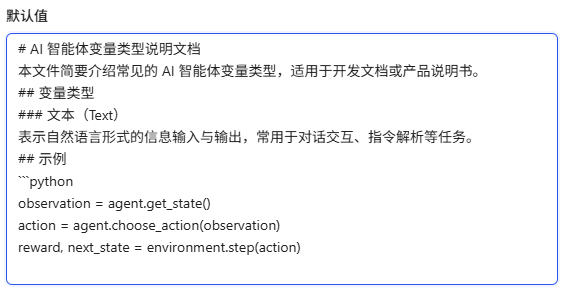 默认值
# AI 智能体变量类型说明文档
本文件简要介绍常见的 AI 智能体变量类型，适用于开发文档或产品说明书。
## 变量类型
### 文本（Text）
表示自然语言形式的信息输入与输出，常用于对话交互、指令解析等任务。
## 示例
```python
observation = agent.get_state()
action = agent.choose_action(observation)
reward, next_state = environment.step(action)